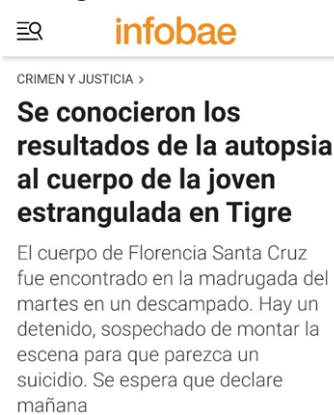 infobae
CRIMEN Y JUSTICIA >
Se conocieron los
resultados de la autopsia
al cuerpo de la joven
estrangulada en Tigre
El cuerpo de Florencia Santa Cruz
fue encontrado en la madrugada del
martes en un descampado. Hay un
detenido, sospechado de montar la
escena para que parezca un
suicidio. Se espera que declare
mañana